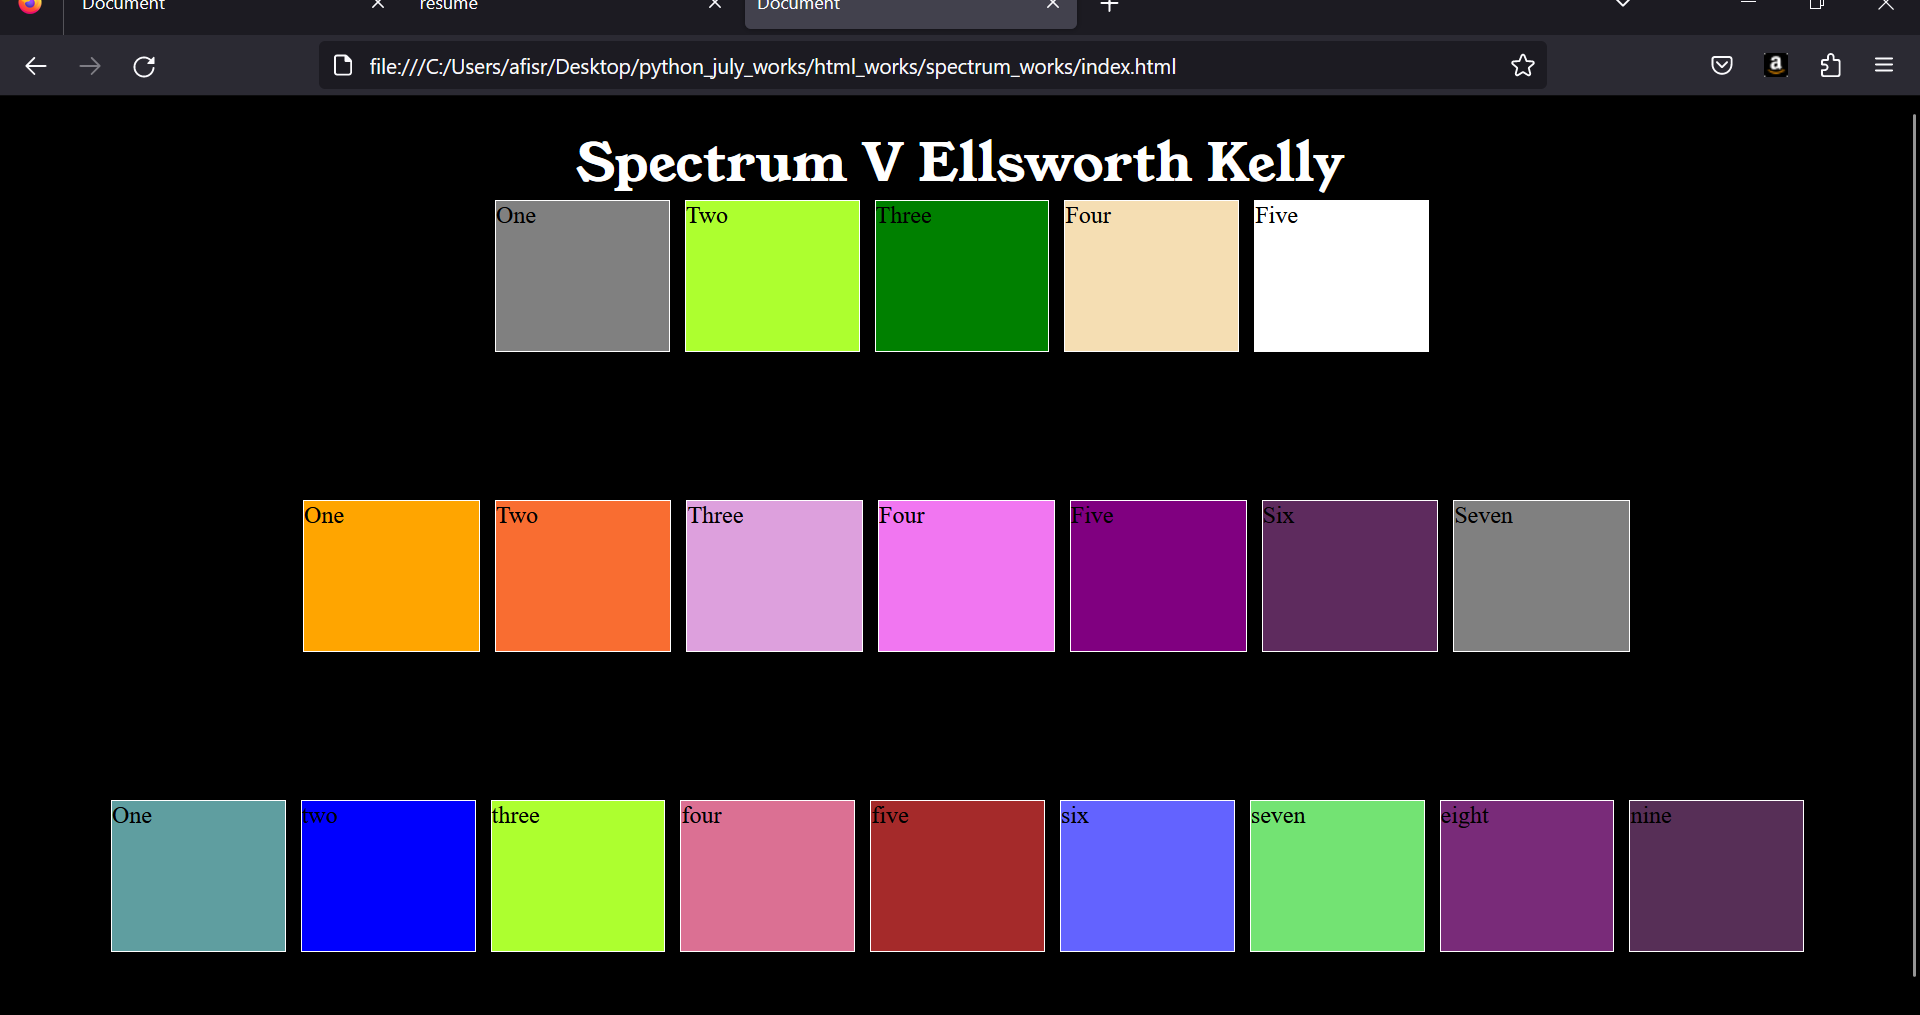 Document resume Document
file:///C:/Users/afisr/Desktop/python_july_works/html_works/spectrum_works/index.html
Spectrum V Ellsworth Kelly
One Two Three Four Five
One Two Three Four Five Six Seven
One two three four five six seven eight nine